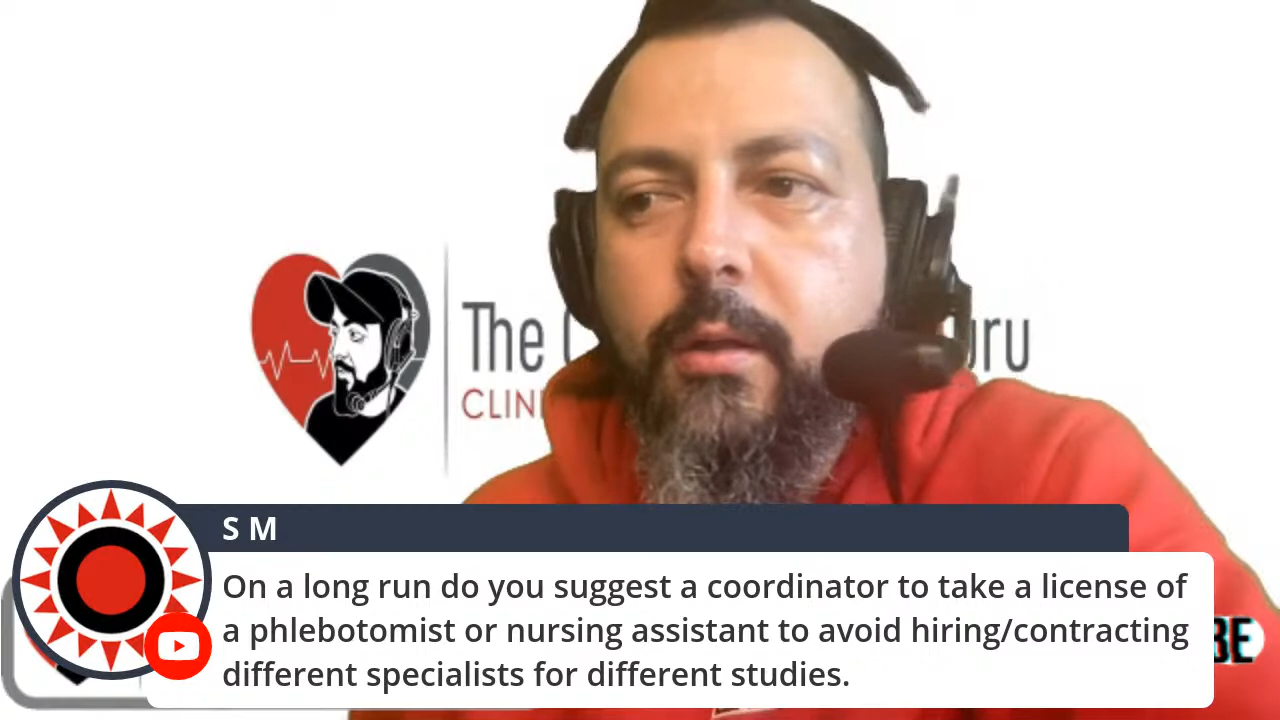 The
uru
CLINI
S M
On a long run do you suggest a coordinator to take a license of
a phlebotomist or nursing assistant to avoid hiring/contracting
different specialists for different studies.
BE